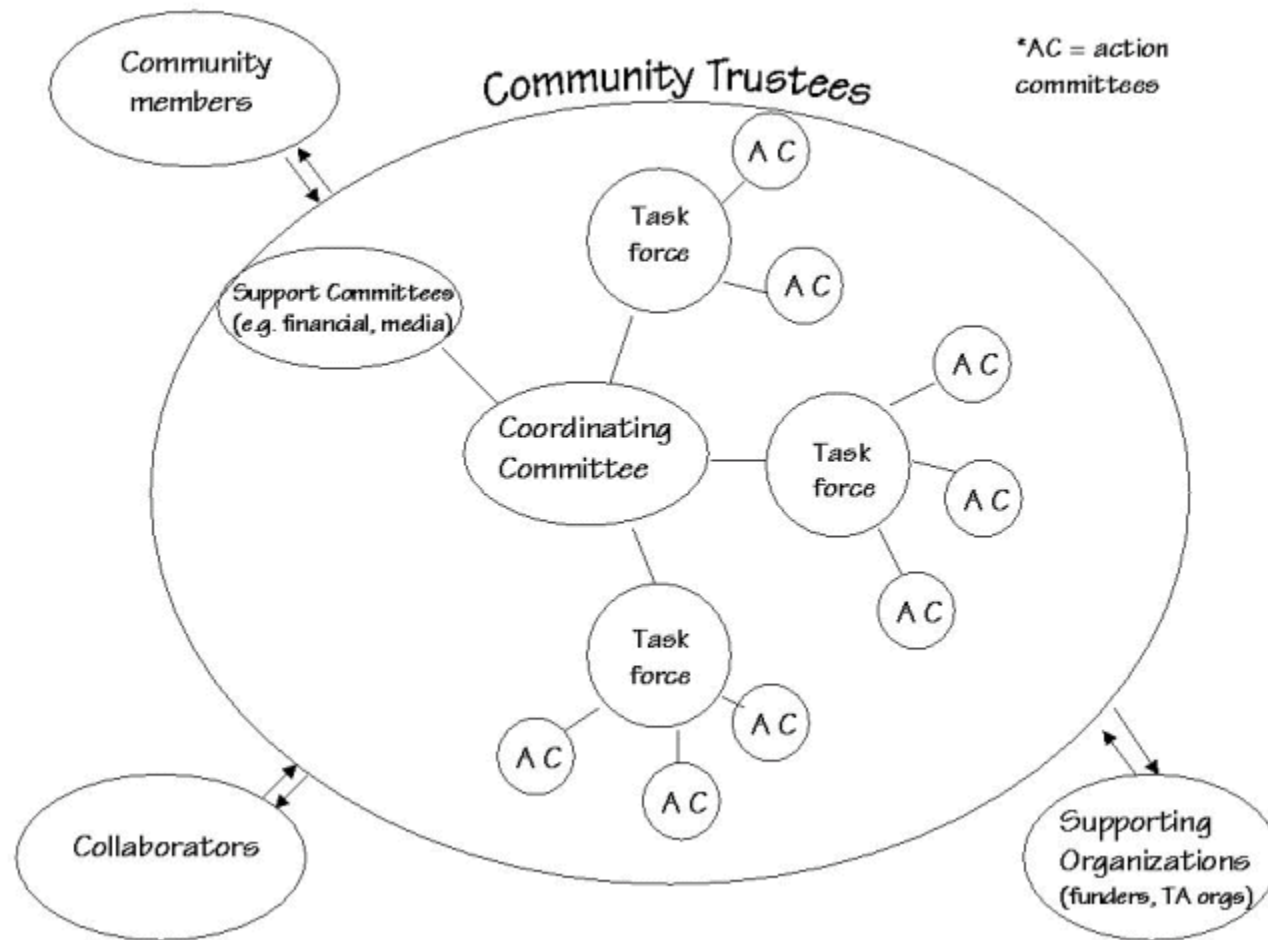 Community
members
Community Trustees
*AC = action
committees
A C
Task
force
A C
Support Committees
(e.g. financial, media)
A C
Coordinating
Committee
Task
force
A C
A C
Task
force
A C
A C
A C
Collaborators
Supporting
Organizations
(funders, TA orgs)